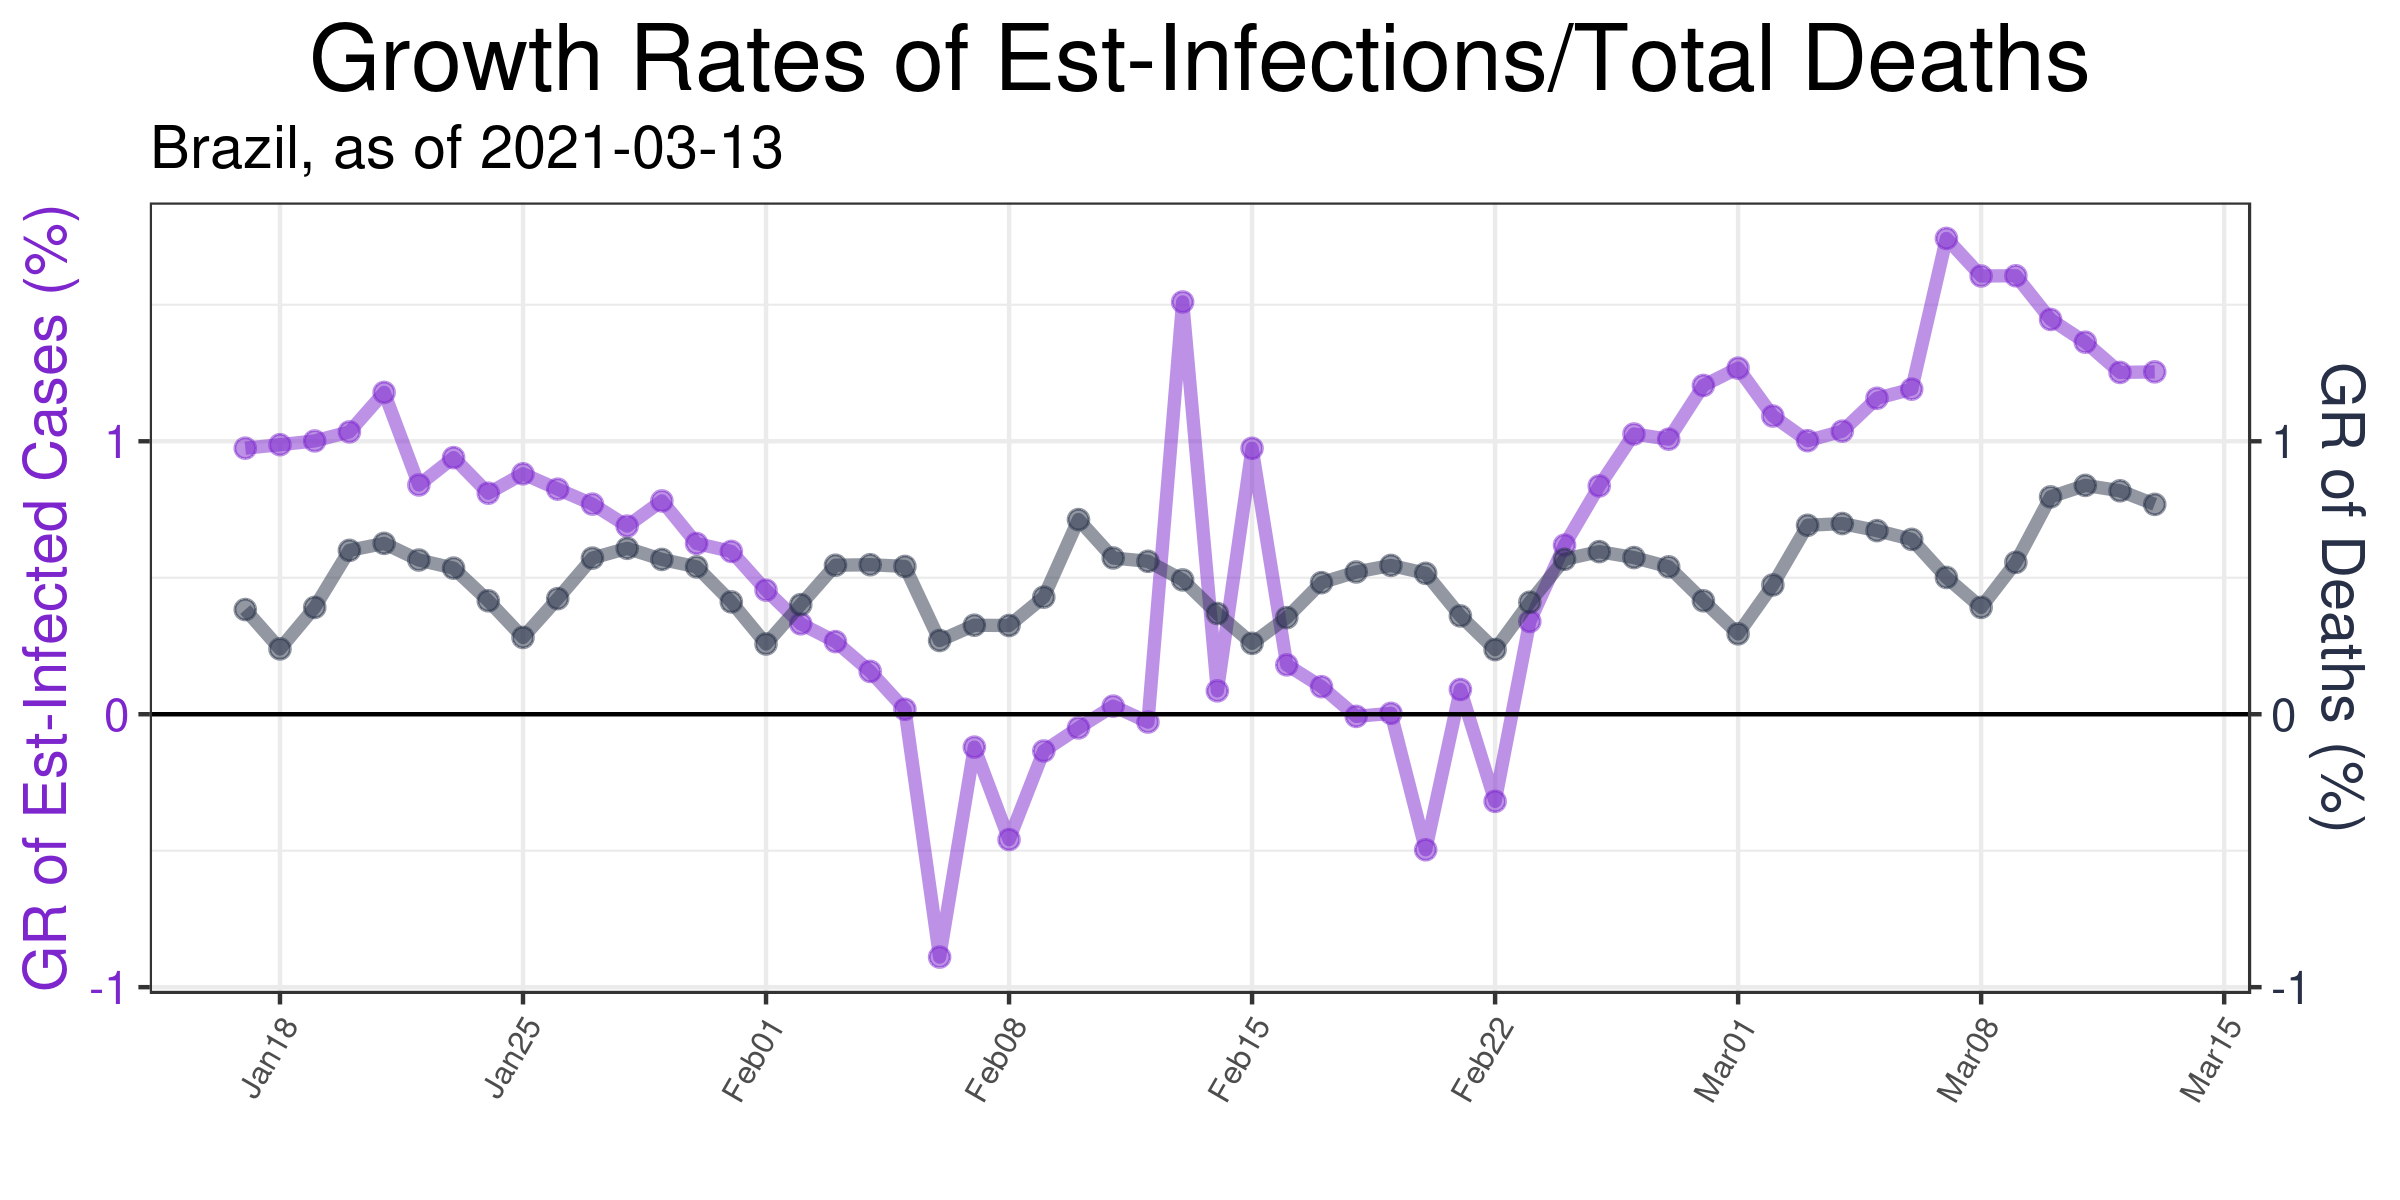 Growth Rates of Est-Infections/Total Deaths
Brazil, as of 2021-03-13
GR of Est-Infected Cases (%)
1
0
-1
1
0
-1
GR of Deaths (%)
Jan18
Jan25
Feb01
Feb08
Feb15
Feb22
Mar01
Mar08
Mar15